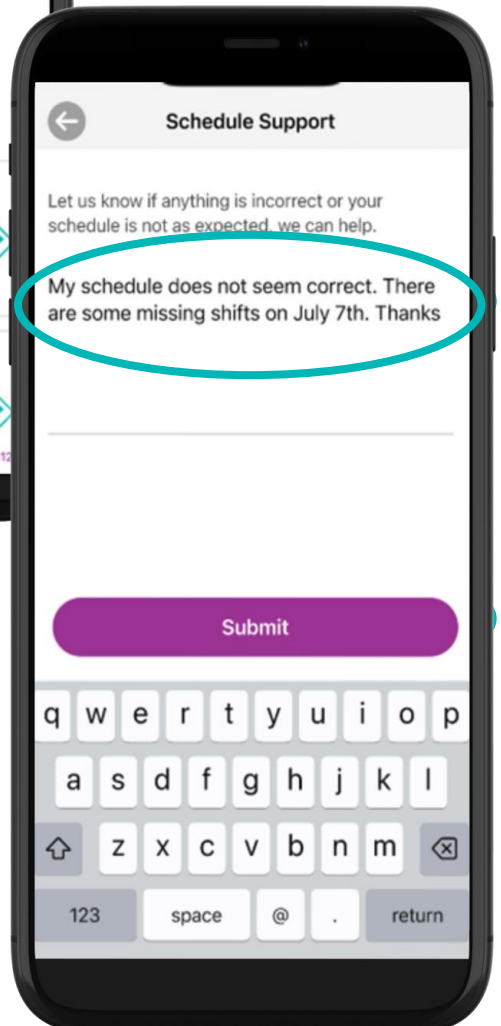 Schedule Support
Let us know if anything is incorrect or your
schedule is not as expected, we can help.
My schedule does not seem correct. There
are some missing shifts on July 7th. Thanks
Submit
q w e r t y u i o p
a s d f g h j k l
z x c v b n m
123 space @ . return